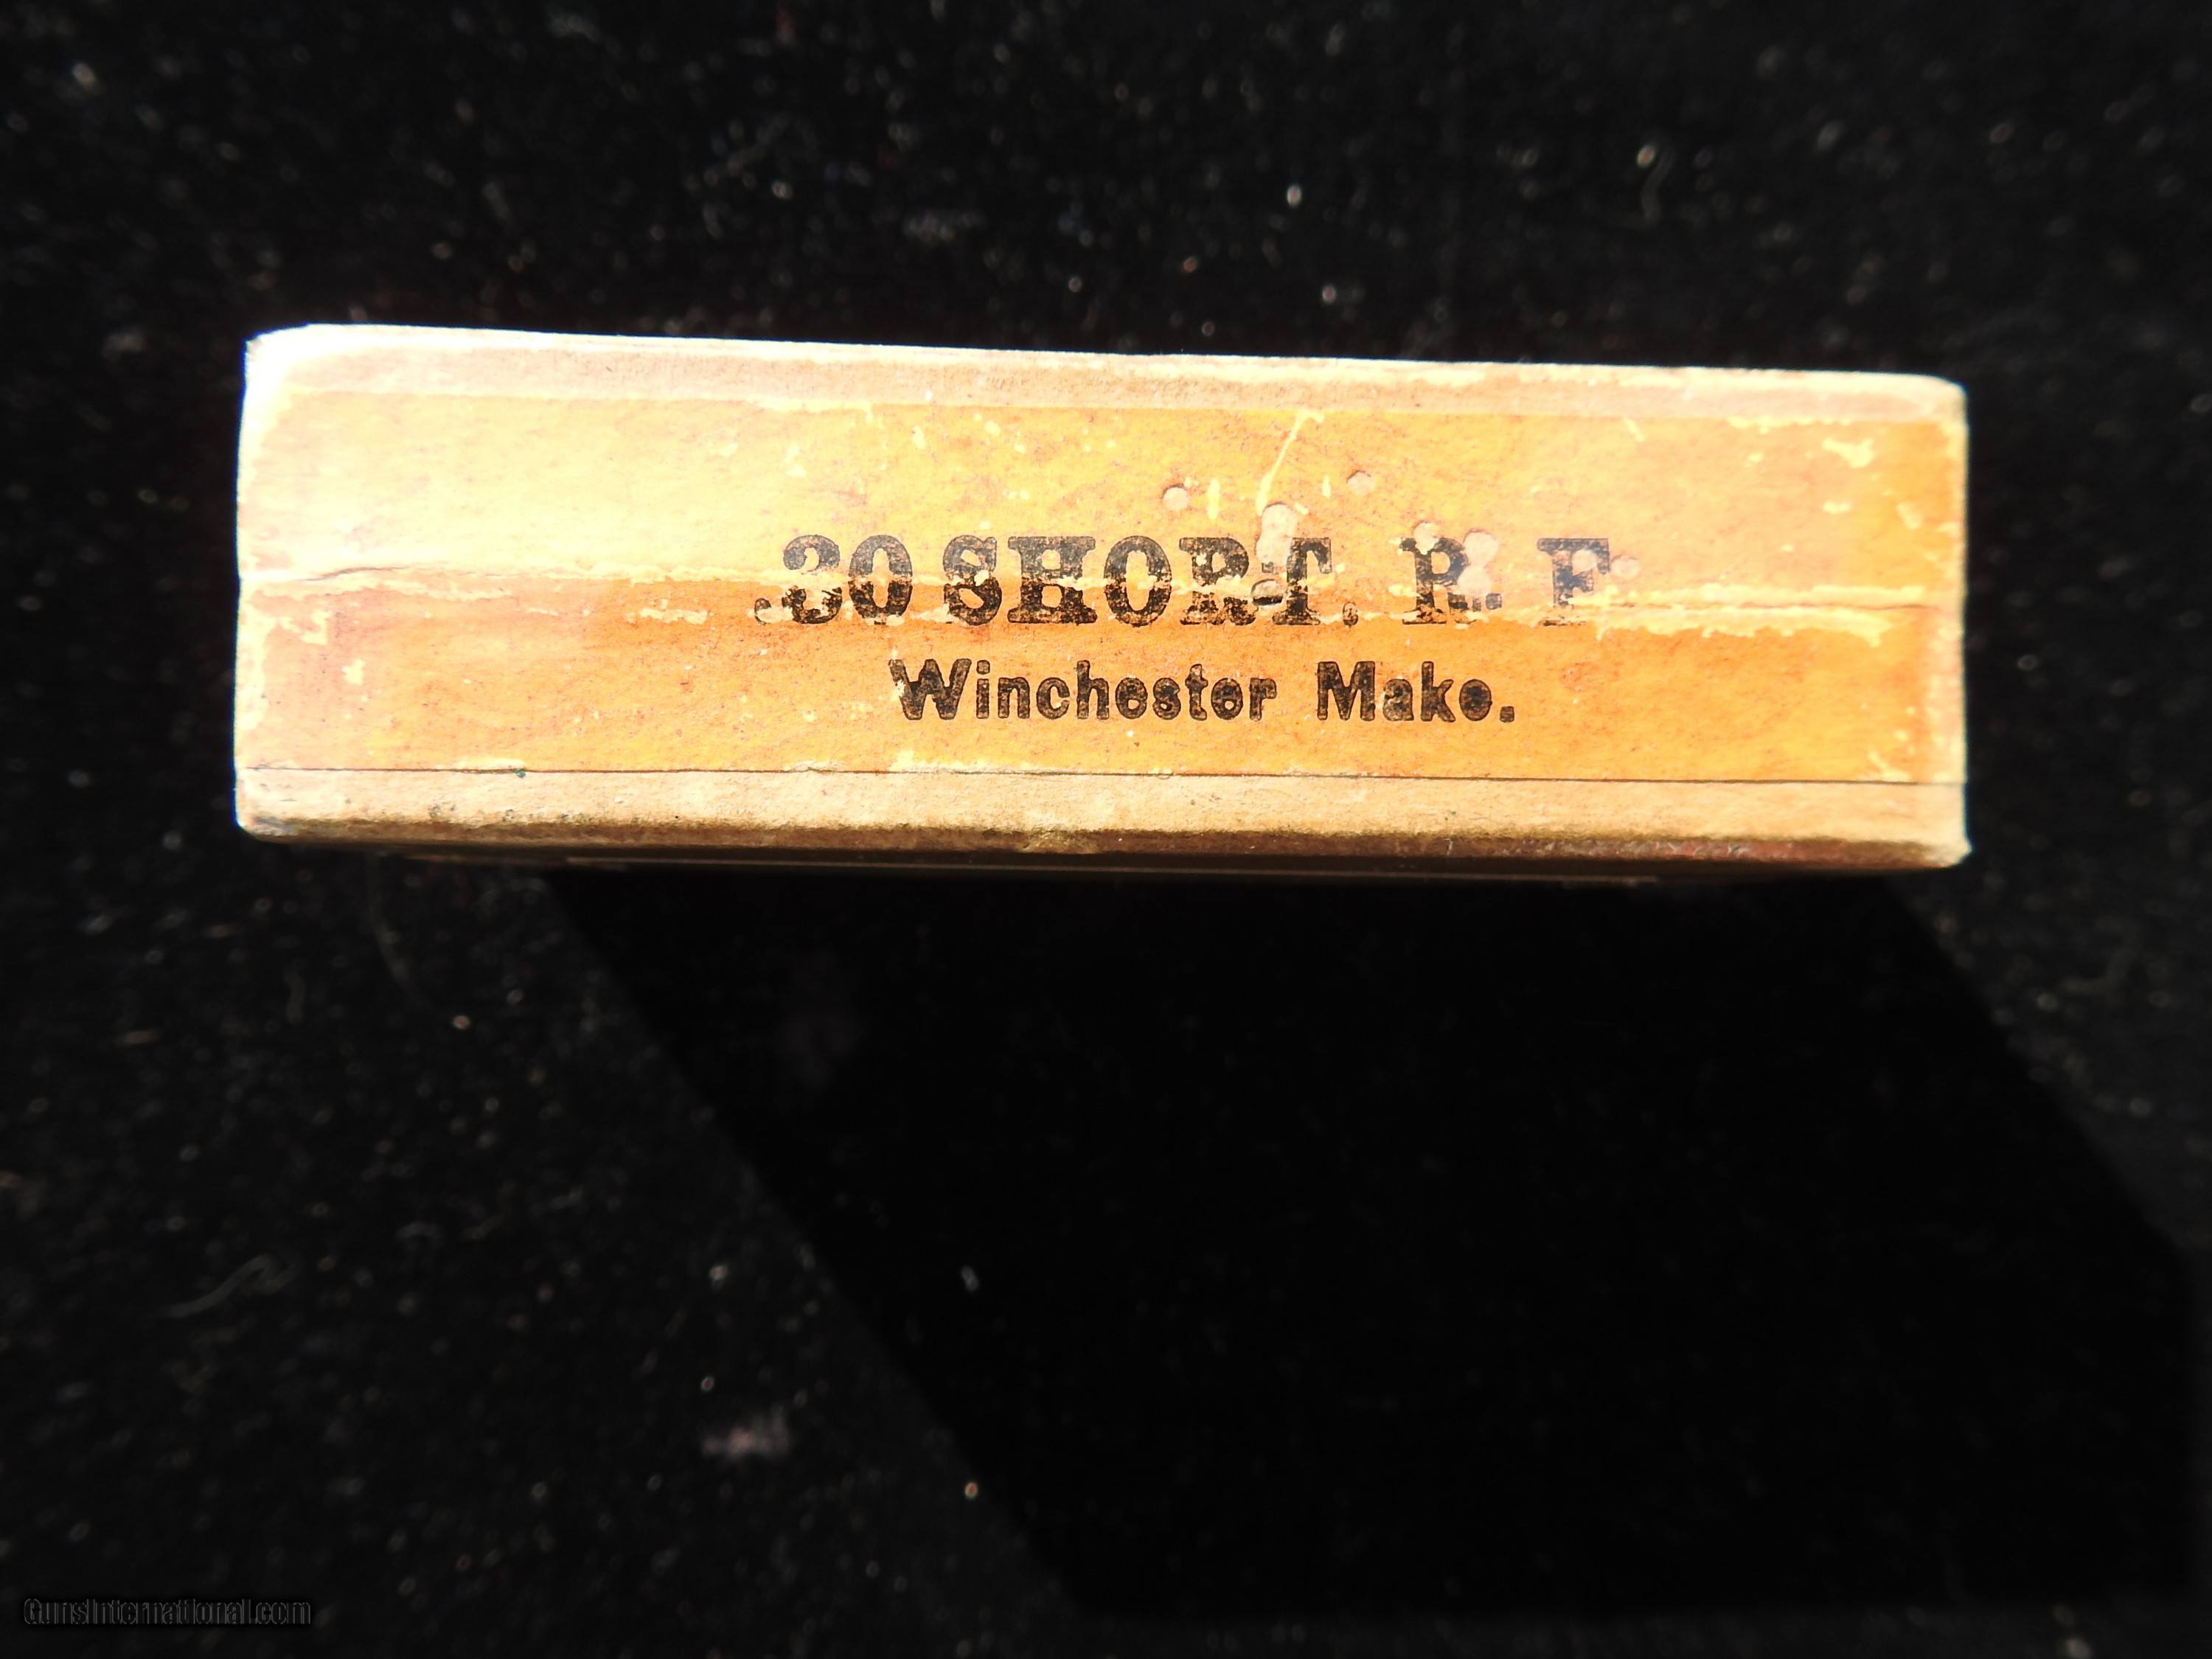 .30 SHORT. R. F
Winchester Make.
GunsInternational.com